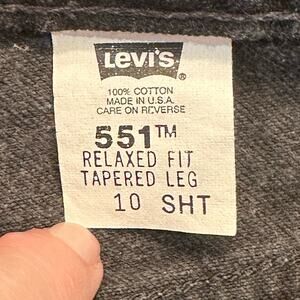 LEVI'S®
100% COTTON
MADE IN U.S.A.
CARE ON REVERSE
551™
RELAXED FIT
TAPERED LEG
10 SHT